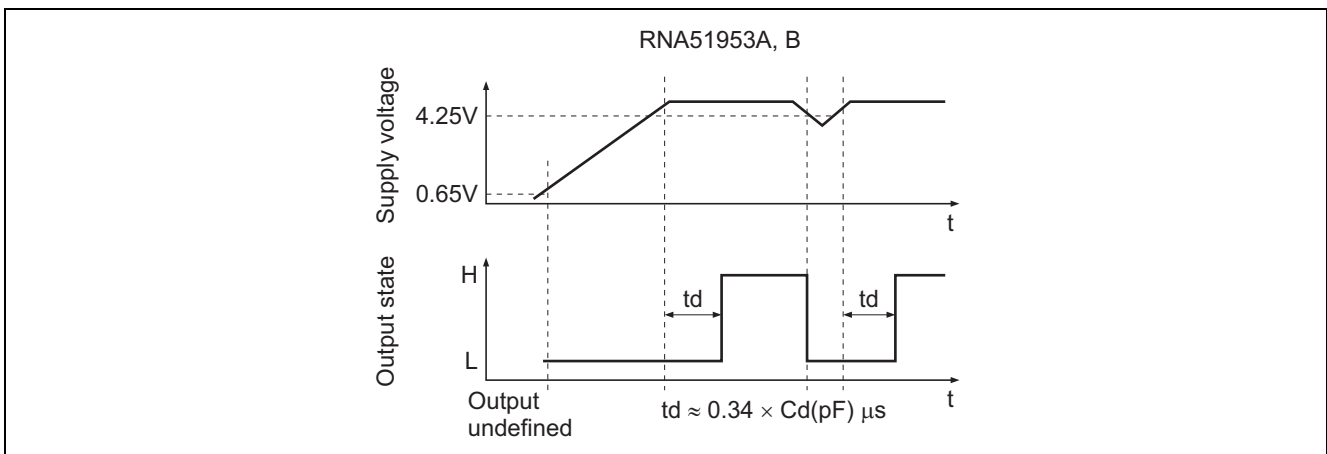 RNA51953A, B
Supply voltage
4.25V
0.65V
t
Output state
H
L
td
td
t
Output
undefined
td ≈ 0.34 × Cd(pF) μs